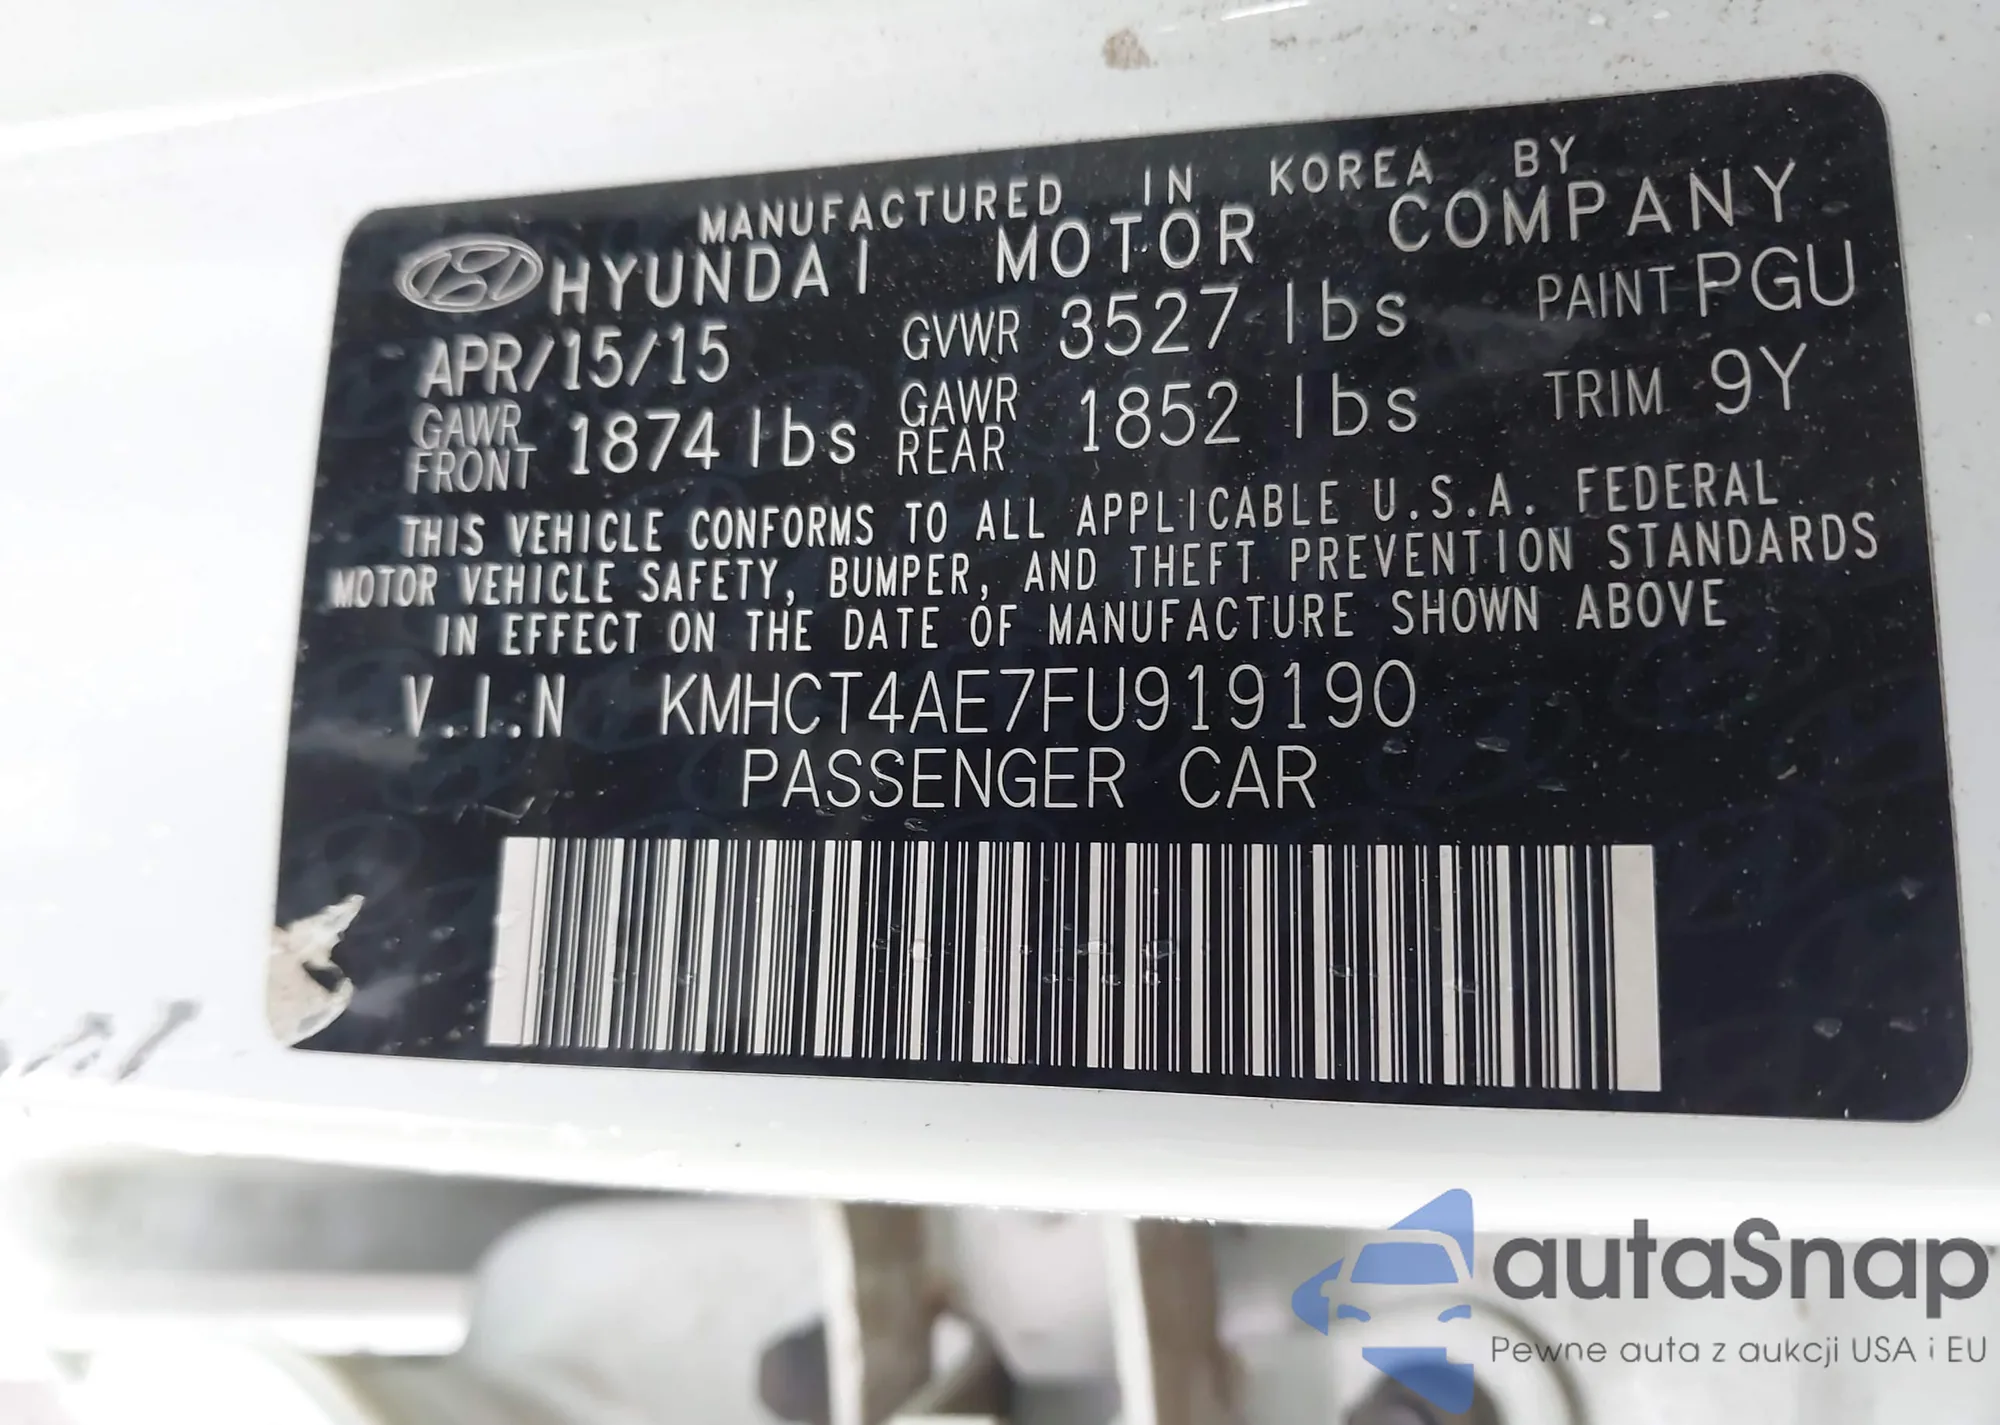 MANUFACTURED IN KOREA BY
HYUNDAI MOTOR COMPANY
APR/15/15 GVWR 3527 lbs PAINT PGU
GAWR FRONT 1874 lbs GAWR REAR 1852 lbs TRIM 9Y
THIS VEHICLE CONFORMS TO ALL APPLICABLE U.S.A. FEDERAL
MOTOR VEHICLE SAFETY, BUMPER, AND THEFT PREVENTION STANDARDS
IN EFFECT ON THE DATE OF MANUFACTURE SHOWN ABOVE
V.I.N KMHCT4AE7FU919190
PASSENGER CAR
autaSnap
Pewne auta z aukcji USA i EU